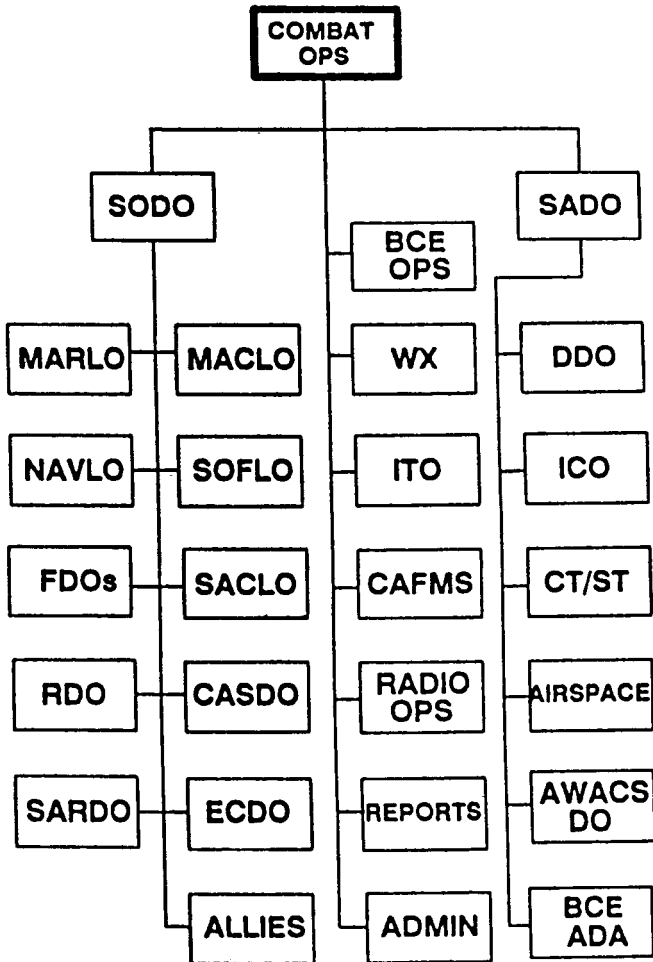 COMBAT
OPS
SODO
SADO
BCE
OPS
MARLO
MACLO
WX
DDO
NAVLO
SOFLO
ITO
ICO
FDOs
SACLO
CAFMS
CT/ST
RDO
CASDO
RADIO
OPS
AIRSPACE
SARDO
ECDO
REPORTS
AWACS
DO
ALLIES
ADMIN
BCE
ADA